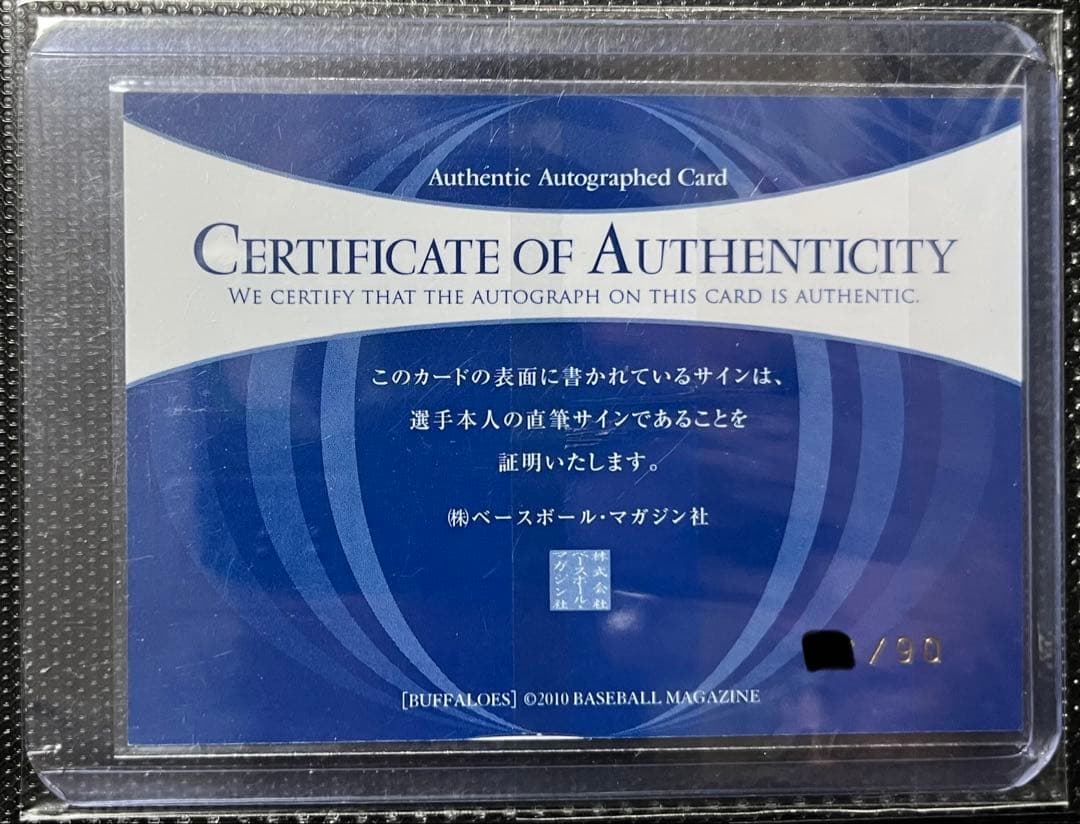 Authentic Autographed Card
CERTIFICATE OF AUTHENTICITY
WE CERTIFY THAT THE AUTOGRAPH ON THIS CARD IS AUTHENTIC.
このカードの表面に書かれているサインは、
選手本人の直筆サインであることを
証明いたします。
㈱ベースボール・マガジン社
株式会社
ベースボール・
マガジン社
/90
[BUFFALOES] ©2010 BASEBALL MAGAZINE